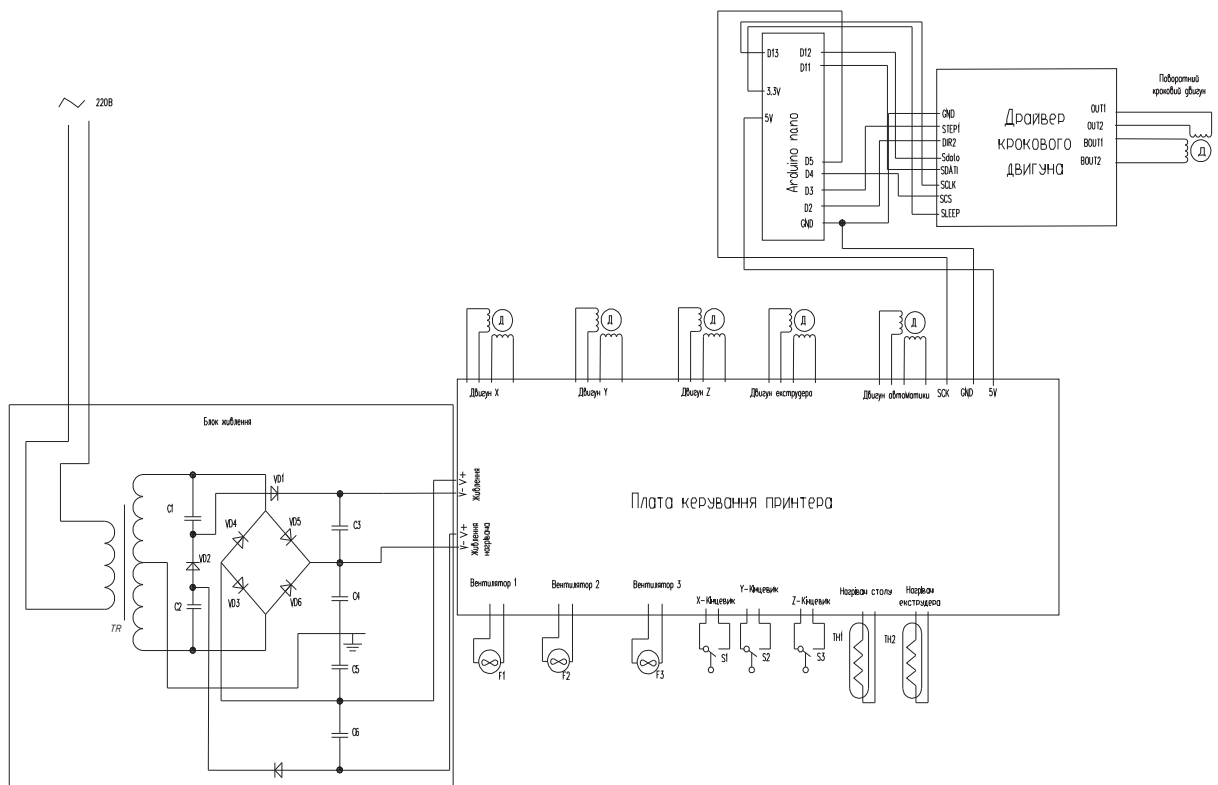 220В
D13
3,3V
5V
Arduino nano
D12
D11
D5
D4
D3
D2
GND
GND
STEP1
DIR2
Sdato
SDATI
SCLK
SCS
SLEEP
Драйвер
крокового
двигуна
OUT1
OUT2
BOUT1
BOUT2
Поворотний
кроковий двигун
Д
Д
Д
Д
Д
Д
Двигун X
Двигун Y
Двигун Z
Двигун екструдера
Двигун автоматики
SCK
GND
5V
Блок живлення
TR
C1
C2
VD1
VD2
VD4
VD5
VD3
VD6
C3
C4
C5
C6
V+
V-
Живлення
V+
V-
Живлення
нагрівача
Плата керування принтера
Вентилятор 1
Вентилятор 2
Вентилятор 3
X-Кінцевик
Y-Кінцевик
Z-Кінцевик
Нагрівач столу
Нагрівач
екструдера
F1
F2
F3
S1
S2
S3
TH1
TH2